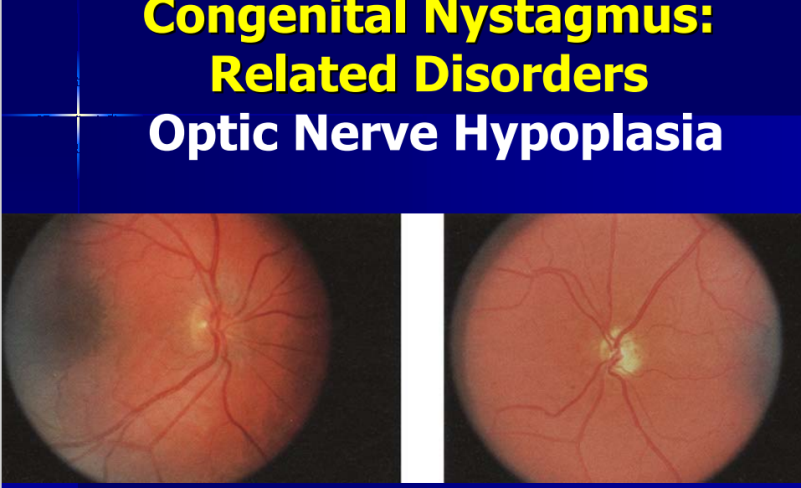 Congenital Nystagmus:
Related Disorders
Optic Nerve Hypoplasia